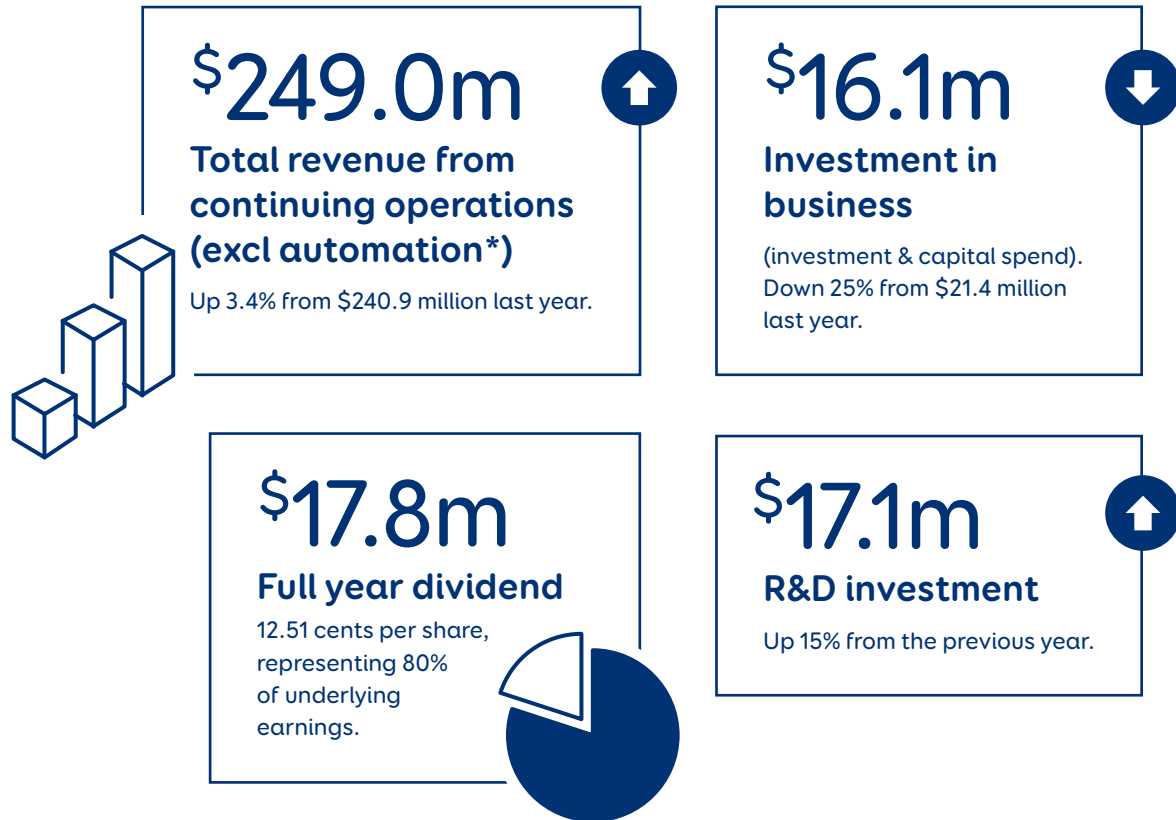 $249.0m
Total revenue from
continuing operations
(excl automation*)
Up 3.4% from $240.9 million last year.
$16.1m
Investment in
business
(investment & capital spend).
Down 25% from $21.4 million
last year.
$17.8m
Full year dividend
12.51 cents per share,
representing 80%
of underlying
earnings.
$17.1m
R&D investment
Up 15% from the previous year.